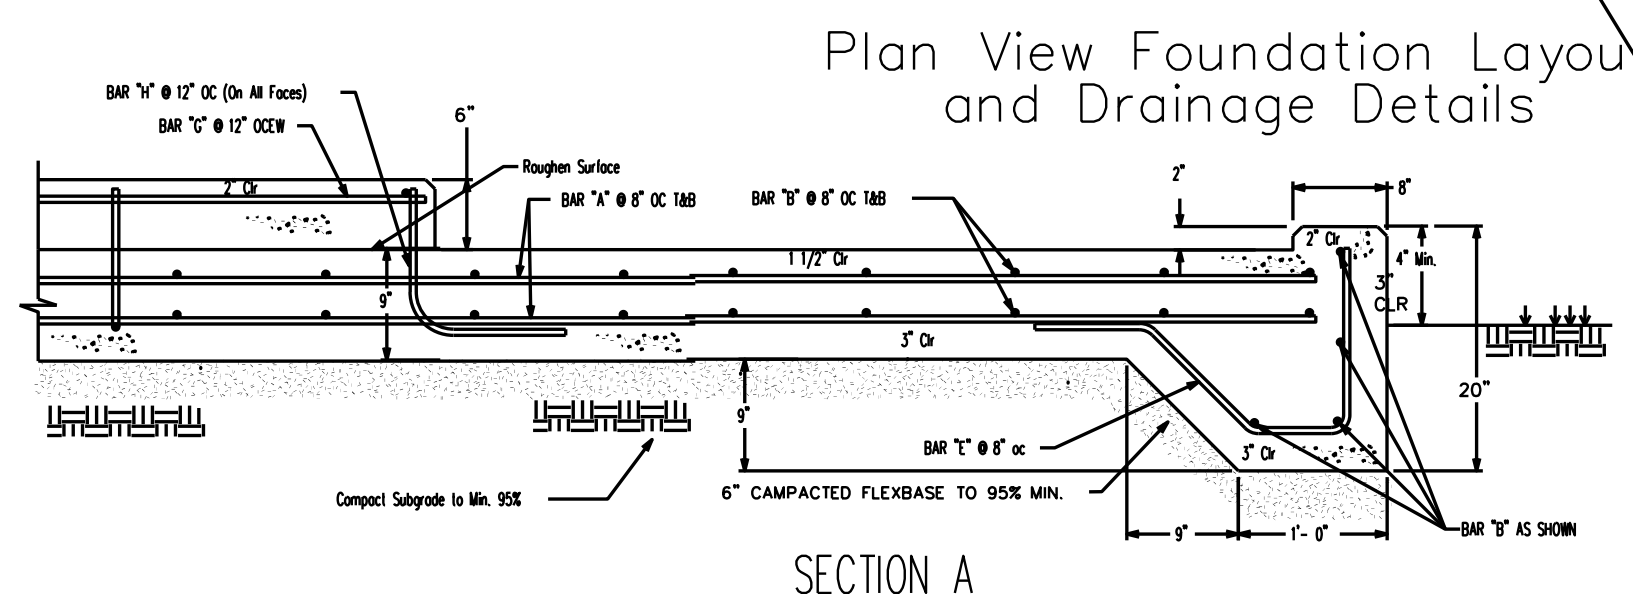 Plan View Foundation Layou
and Drainage Details
BAR "H" @ 12" OC (On All Faces)
BAR "G" @ 12" OCEW
6"
Roughen Surface
2" Clr
BAR "A" @ 8" OC T&B
BAR "B" @ 8" OC T&B
2"
8"
2" Clr
4" Min.
1 1/2" Clr
3"
CLR
9"
3" Clr
20"
9"
BAR "E" @ 8" oc
3" Clr
Compact Subgrade to Min. 95%
6" CAMPACTED FLEXBASE TO 95% MIN.
9"
1'- 0"
BAR "B" AS SHOWN
SECTION A